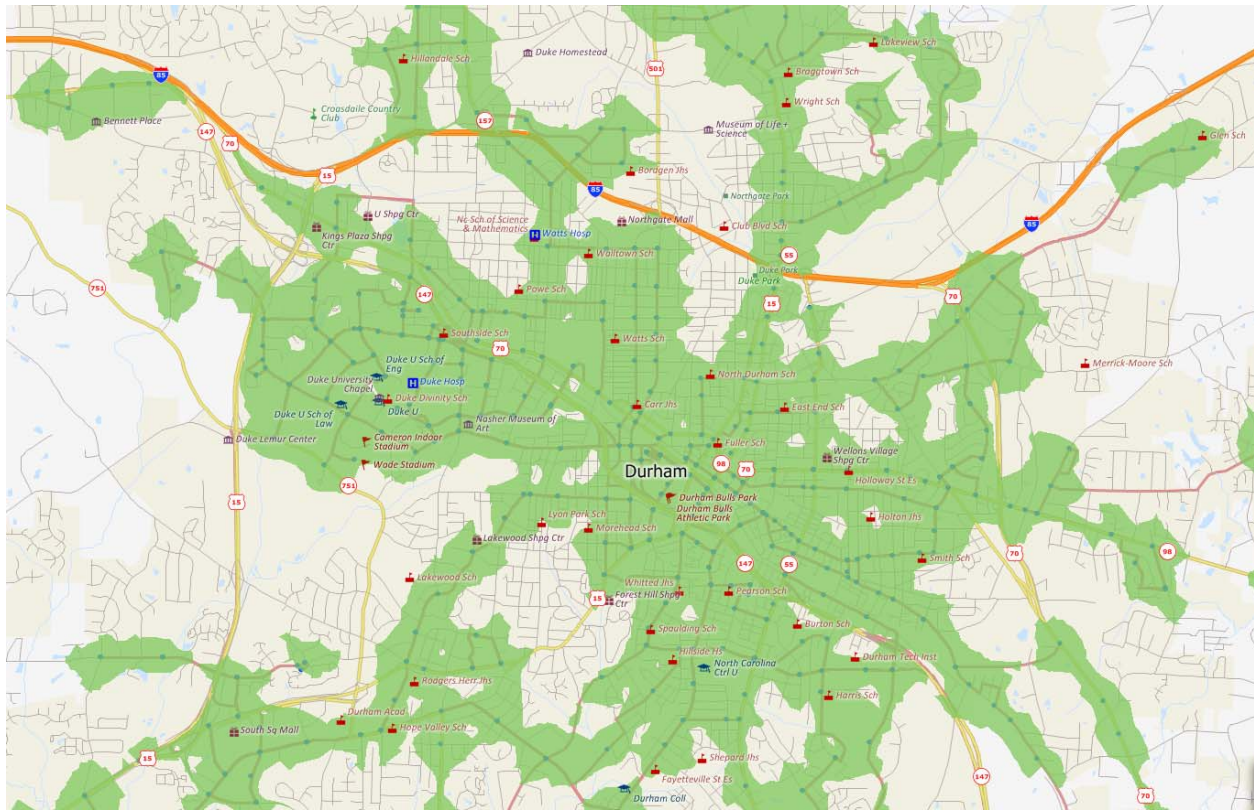 Lakeview Sch
Hillandale Sch
Duke Homestead
501
Braggtown Sch
85
Wright Sch
Croasdaile Country
Club
Bennett Place
157
147
70
Museum of Life +
Science
Glen Sch
15
Borogen Jhs
85
Northgate Park
U Shpg Ctr
Kings Plaza Shpg
Ctr
Nc Sch of Science
& Mathematics
Watts Hosp
Northgate Mall
Club Blvd Sch
85
Walltown Sch
55
Duke Park
Duke Park
751
Powe Sch
147
15
70
Southside Sch
Watts Sch
70
Duke U Sch of
Eng
Merrick-Moore Sch
Duke University
Chapel
Duke Hosp
North Durham Sch
Duke Divinity Sch
Duke U
Duke U Sch of
Law
Carr Jhs
East End Sch
Nasher Museum of
Art
Duke Lemur Center
Cameron Indoor
Stadium
Fuller Sch
Wellons Village
Shpg Ctr
Wade Stadium
Durham
98
70
Holloway St Es
751
15
Durham Bulls Park
Durham Bulls
Athletic Park
Lyon Park Sch
Morehead Sch
Holton Jhs
Lakewood Shpg Ctr
98
70
147
55
Smith Sch
Lakewood Sch
Whitted Jhs
Pearson Sch
15
Forest Hill Shpg
Ctr
Spaulding Sch
Burton Sch
Hillside Hs
North Carolina
Ctrl U
Durham Tech Inst
Rodgers Herr Jhs
Harris Sch
Durham Acad
Hope Valley Sch
South Sq Mall
15
Shepard Jhs
Fayetteville St Es
147
Durham Coll
70